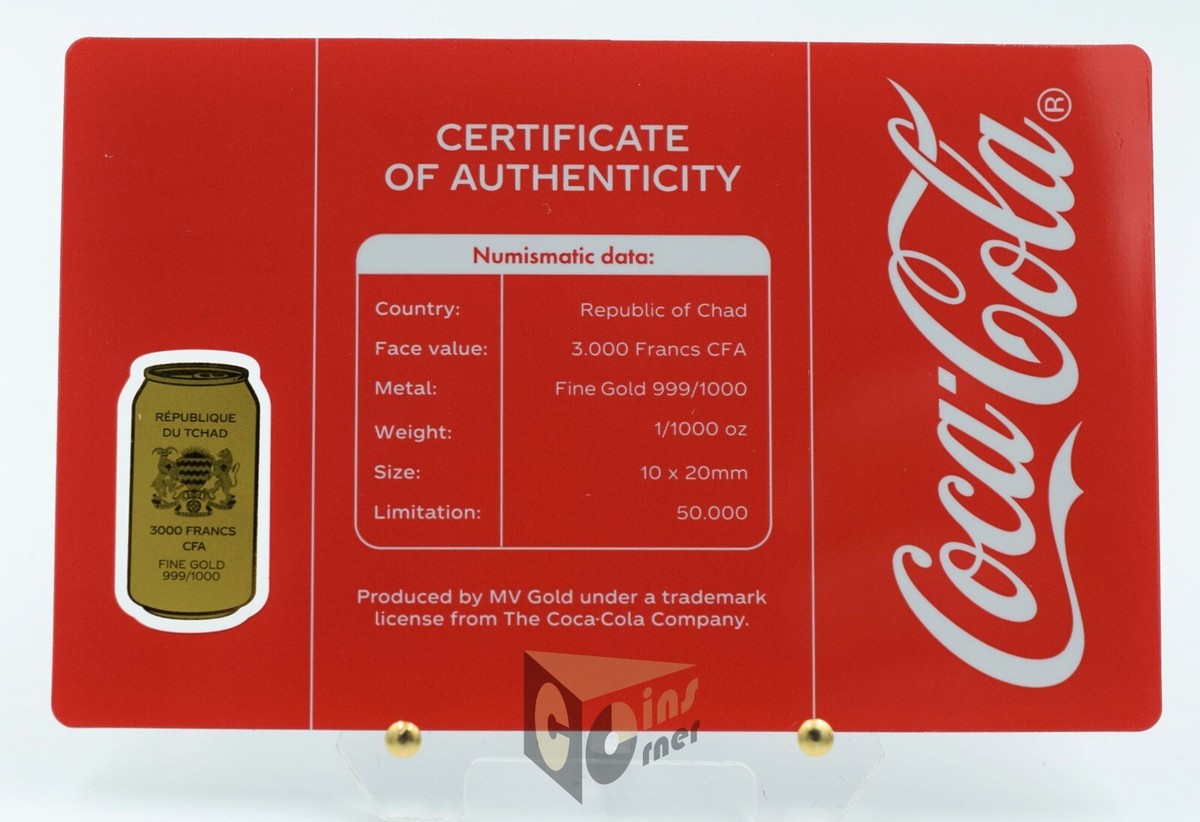 CERTIFICATE
OF AUTHENTICITY
Numismatic data:
Country: Republic of Chad
Face value: 3.000 Francs CFA
Metal: Fine Gold 999/1000
Weight: 1/1000 oz
Size: 10 x 20mm
Limitation: 50.000
Produced by MV Gold under a trademark
license from The Coca-Cola Company.
RÉPUBLIQUE
DU TCHAD
3000 FRANCS
CFA
FINE GOLD
999/1000
Coca-Cola®
Coins
Corner